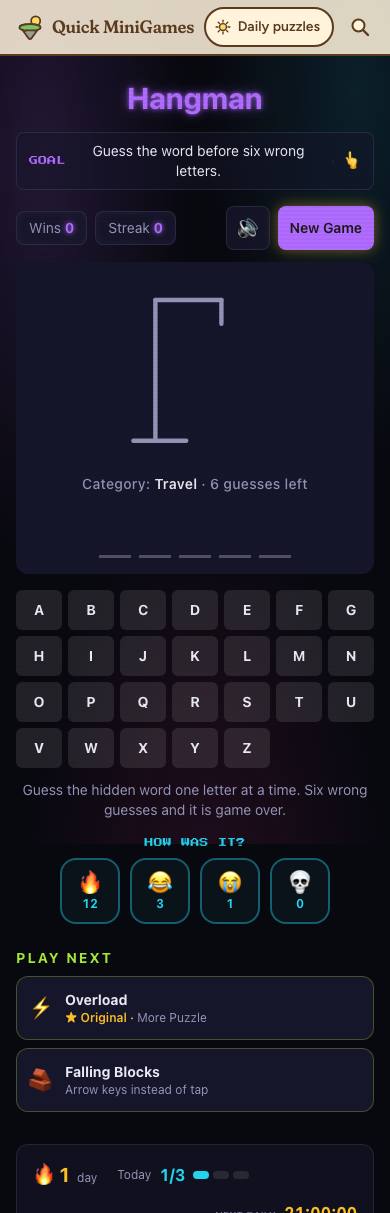 Quick MiniGames
Daily puzzles
Hangman
GOAL
Guess the word before six wrong
letters.
Wins 0
Streak 0
New Game
Category: Travel · 6 guesses left
A B C D E F G
H I J K L M N
O P Q R S T U
V W X Y Z
Guess the hidden word one letter at a time. Six wrong
guesses and it is game over.
HOW WAS IT?
12 3 1 0
PLAY NEXT
Overload
Original · More Puzzle
Falling Blocks
Arrow keys instead of tap
1 day Today 1/3
21:00:00